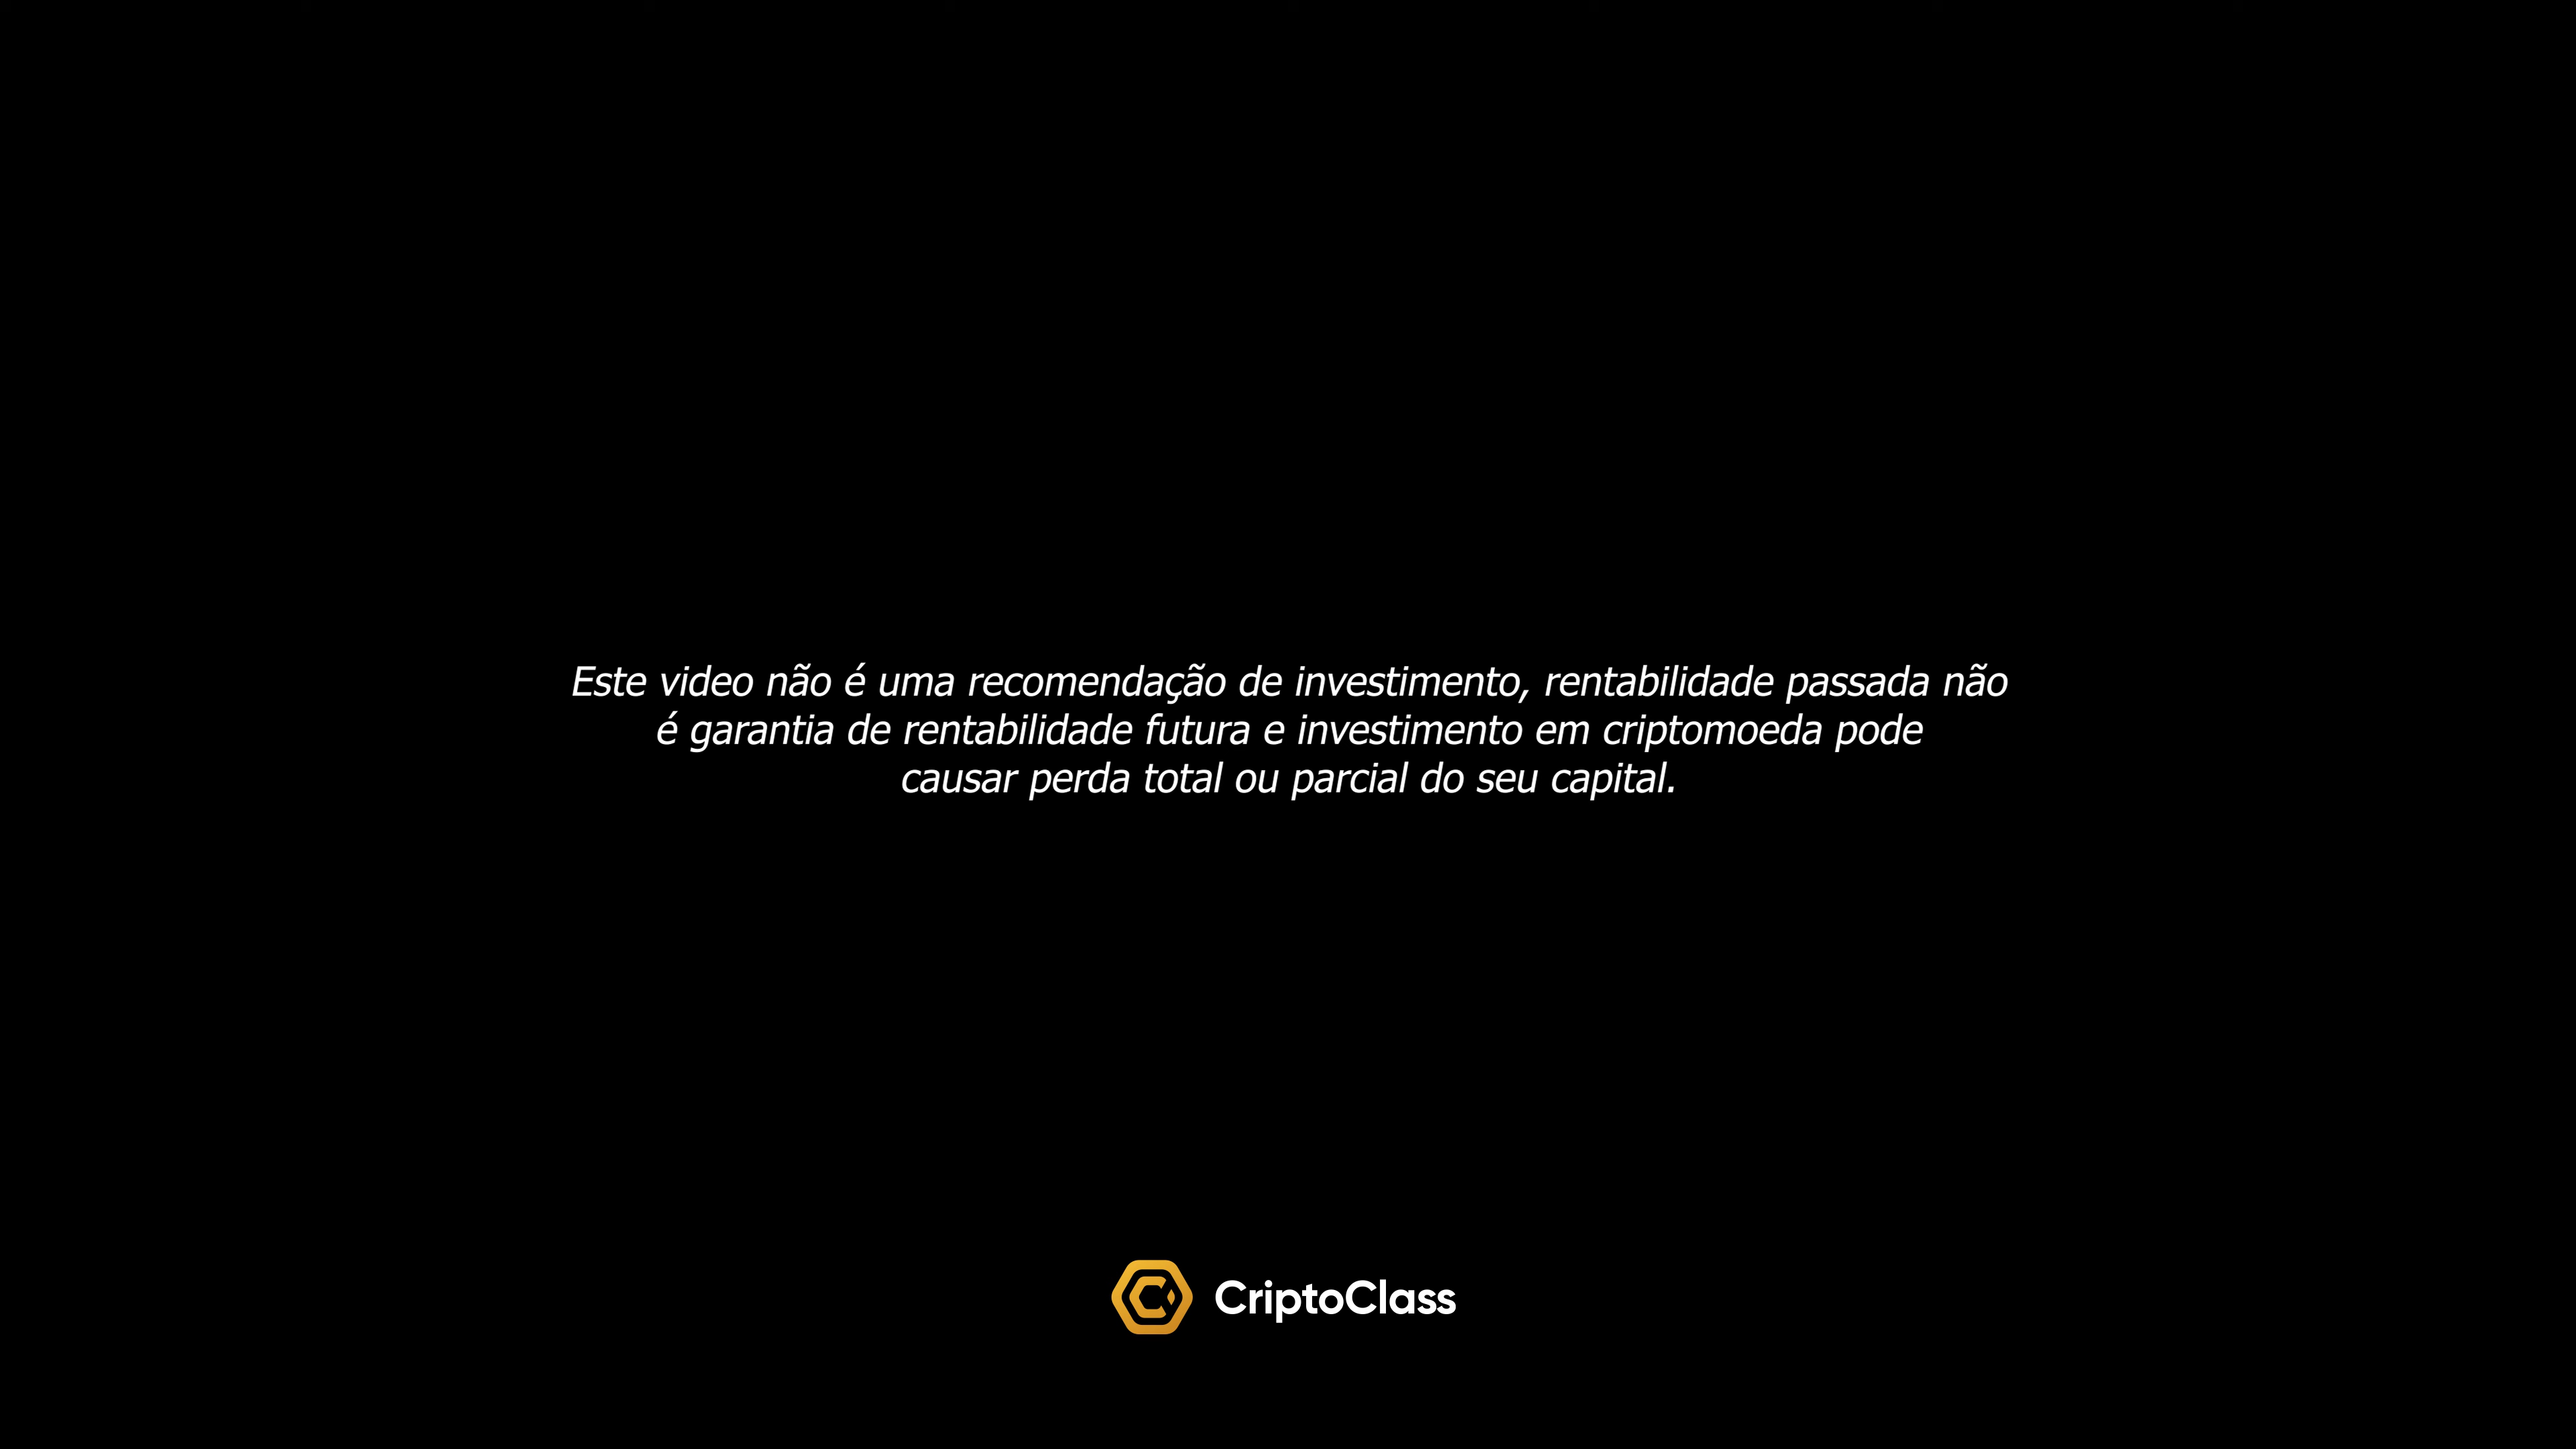 Este video não é uma recomendação de investimento, rentabilidade passada não
é garantia de rentabilidade futura e investimento em criptomoeda pode
causar perda total ou parcial do seu capital.
CriptoClass